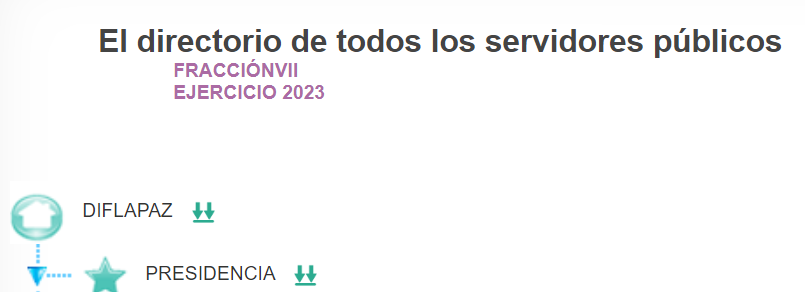 El directorio de todos los servidores públicos
FRACCIÓNVII
EJERCICIO 2023
DIFLAPAZ
PRESIDENCIA